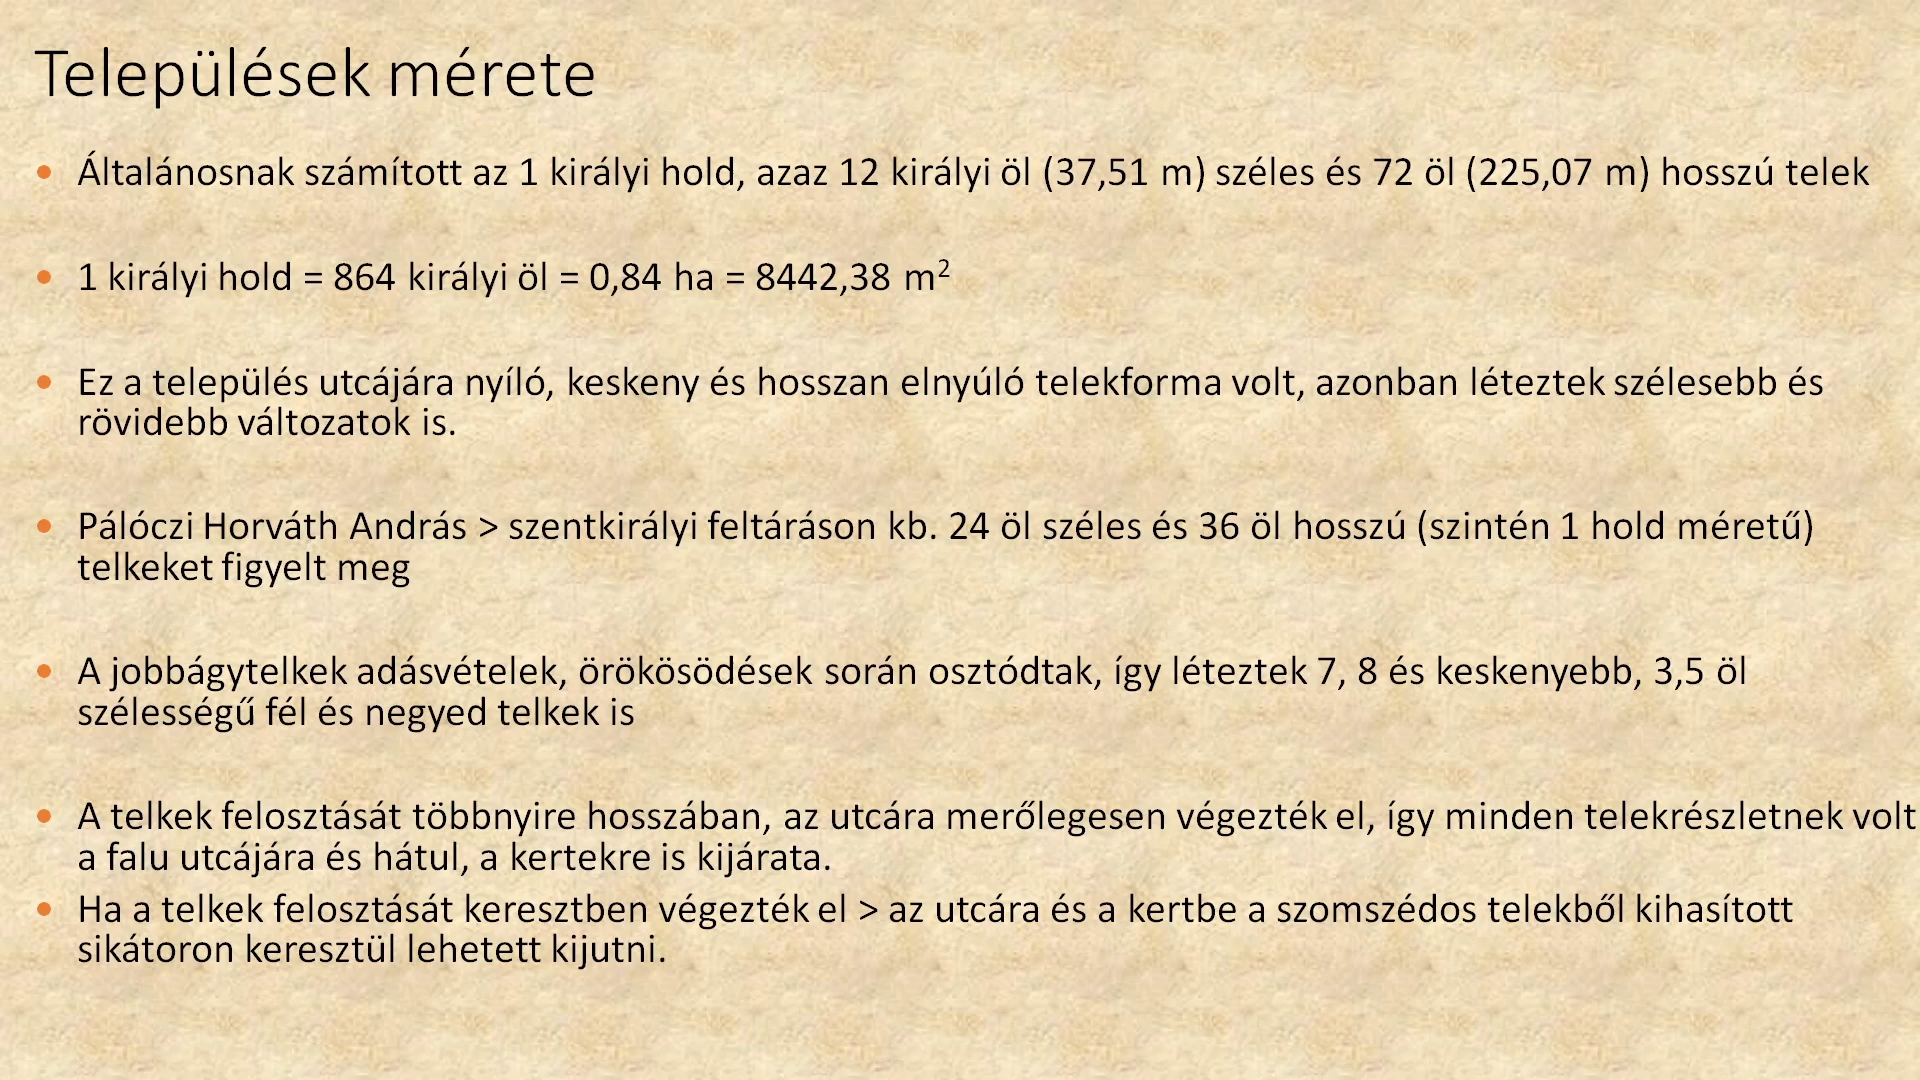 Települések mérete
• Általánosnak számított az 1 királyi hold, azaz 12 királyi öl (37,51 m) széles és 72 öl (225,07 m) hosszú telek
• 1 királyi hold = 864 királyi öl = 0,84 ha = 8442,38 m²
• Ez a település utcájára nyíló, keskeny és hosszan elnyúló telekforma volt, azonban léteztek szélesebb és
rövidebb változatok is.
• Pálóczi Horváth András > szentkirályi feltáráson kb. 24 öl széles és 36 öl hosszú (szintén 1 hold méretű)
telkeket figyelt meg
• A jobbágytelkek adásvételek, örökösödések során osztódtak, így léteztek 7, 8 és keskenyebb, 3,5 öl
szélességű fél és negyed telkek is
• A telkek felosztását többnyire hosszában, az utcára merőlegesen végezték el, így minden telekrészletnek volt
a falu utcájára és hátul, a kertekre is kijárata.
• Ha a telkek felosztását keresztben végezték el > az utcára és a kertbe a szomszédos telekből kihasított
sikátoron keresztül lehetett kijutni.